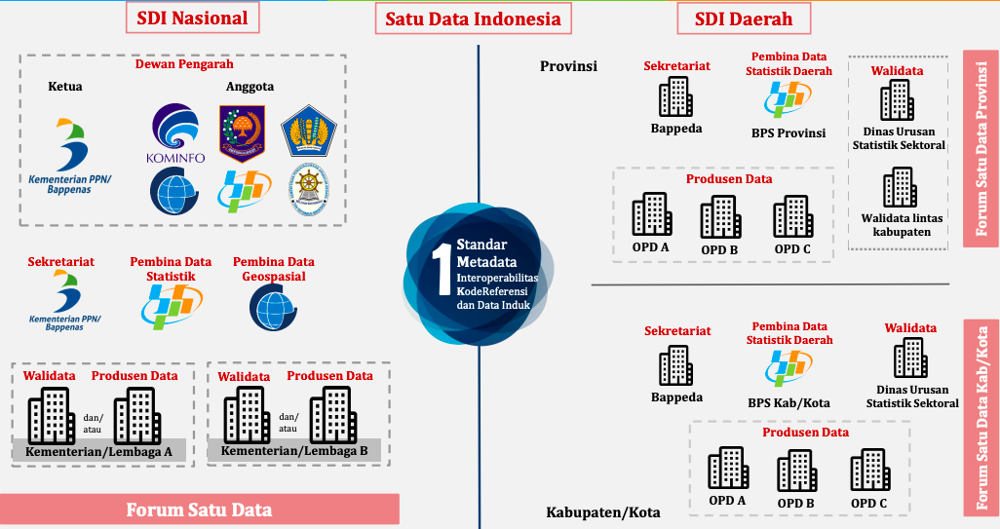 SDI Nasional
Satu Data Indonesia
SDI Daerah
Dewan Pengarah
Ketua
Anggota
Kementerian PPN/
Bappenas
KOMINFO
Sekretariat
Kementerian PPN/
Bappenas
Pembina Data
Statistik
Pembina Data
Geospasial
Walidata
Produsen Data
dan/
atau
Kementerian/Lembaga A
Walidata
Produsen Data
dan/
atau
Kementerian/Lembaga B
Forum Satu Data
1
Standar
Metadata
Interoperabilitas
KodeReferensi
dan Data Induk
Provinsi
Sekretariat
Bappeda
Pembina Data
Statistik Daerah
BPS Provinsi
Walidata
Dinas Urusan
Statistik Sektoral
Walidata lintas
kabupaten
Produsen Data
OPD A
OPD B
OPD C
Forum Satu Data Provinsi
Sekretariat
Bappeda
Pembina Data
Statistik Daerah
BPS Kab/Kota
Walidata
Dinas Urusan
Statistik Sektoral
Produsen Data
OPD A
OPD B
OPD C
Kabupaten/Kota
Forum Satu Data Kab/Kota